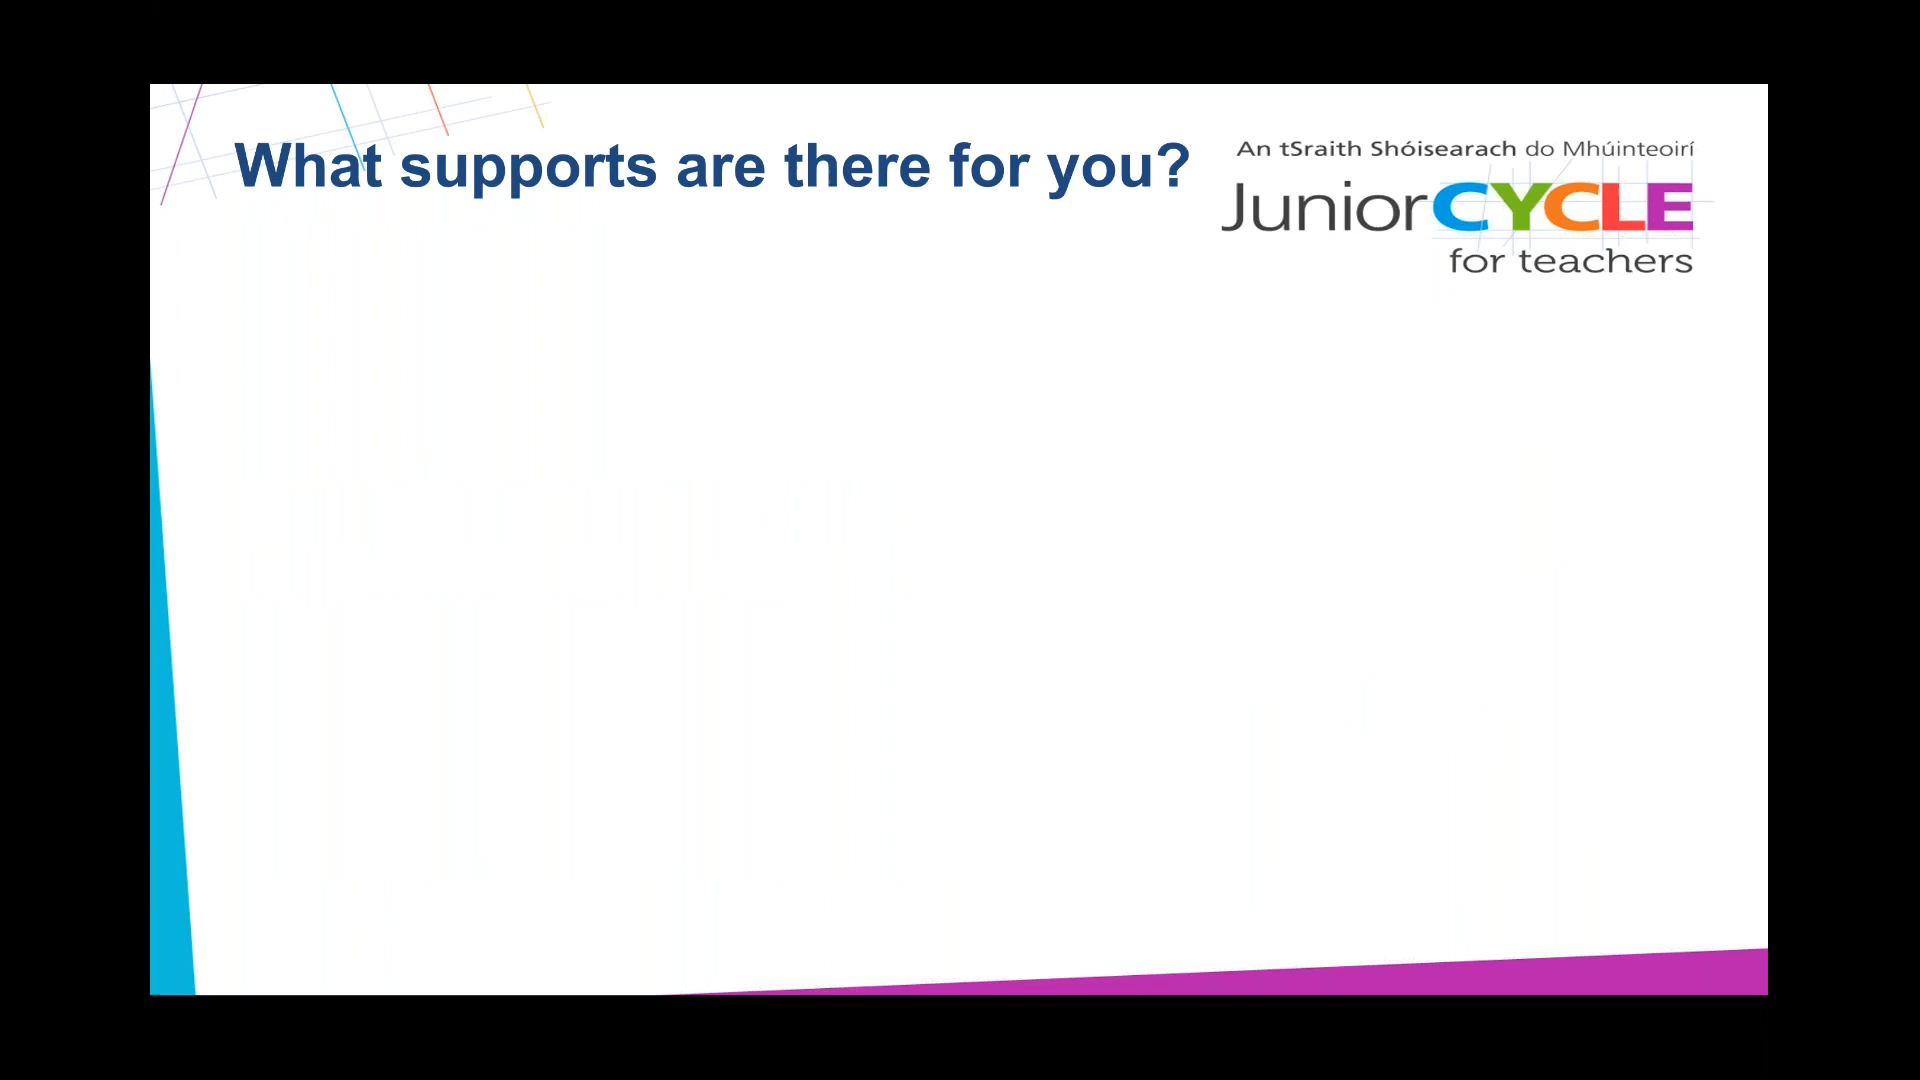 What supports are there for you?
An tSraith Shóisearach do Mhúinteoirí
JuniorCYCLE
for teachers